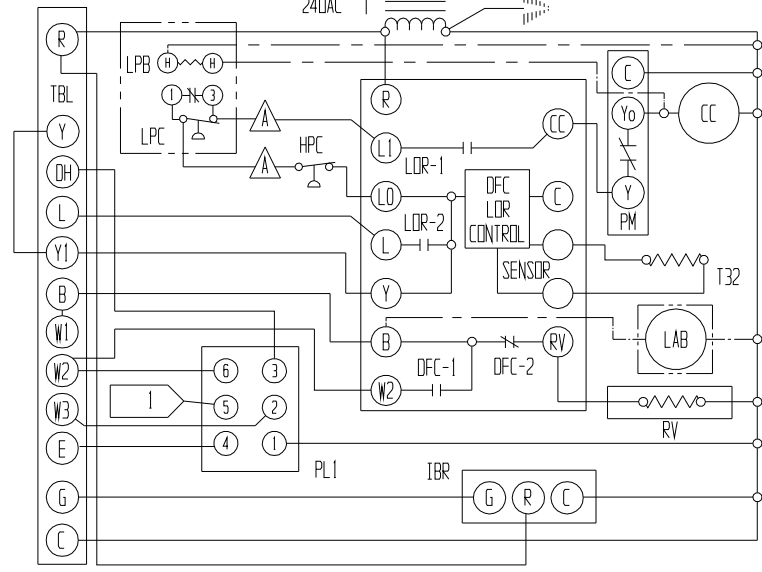 240AC 1
R
TBL
Y
DH
L
Y1
B
W1
W2
W3
E
G
C
LPB H H
1 3
LPC
A
A
HPC
R
L1
LO
L
Y
B
W2
LOR-1
LOR-2
DFC
LOR
CONTROL
CC
C
SENSOR
RV
DFC-1
DFC-2
C
Yo
Y
PM
CC
T32
LAB
RV
1
6 3
5 2
4 1
PL1
IBR
G R C